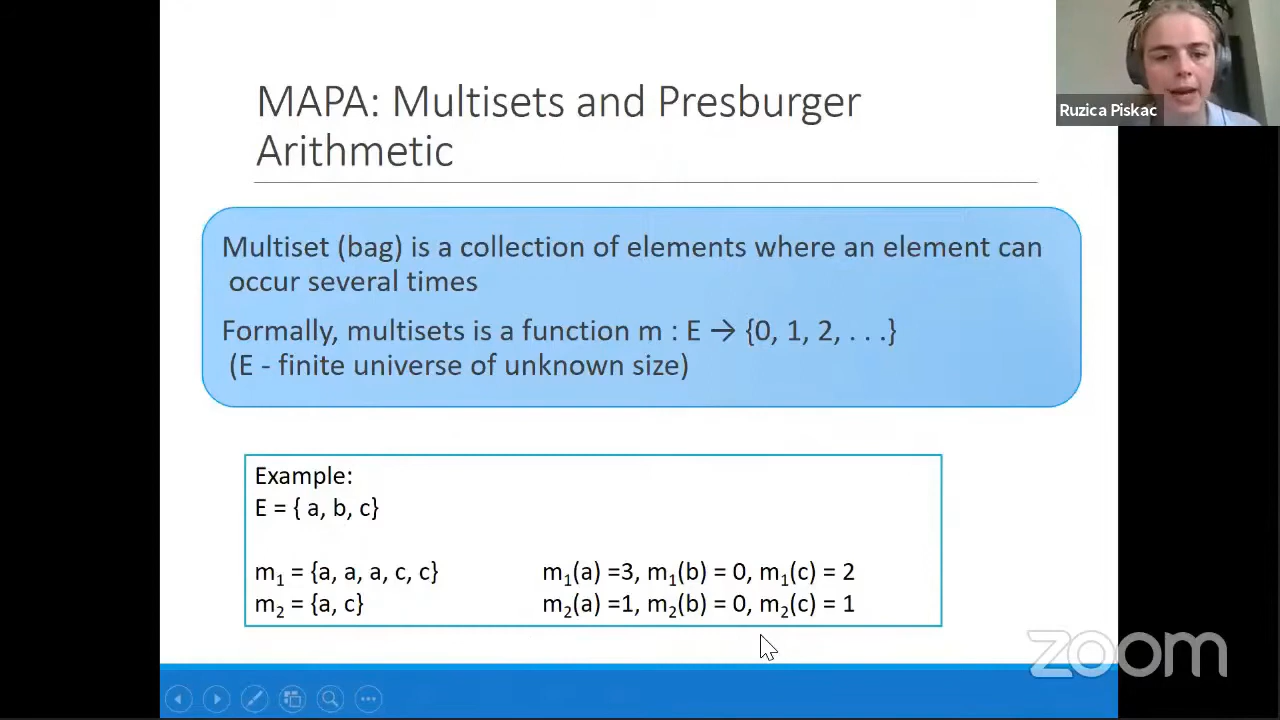 MAPA: Multisets and Presburger
Arithmetic
Ruzica Piskac
Multiset (bag) is a collection of elements where an element can
occur several times
Formally, multisets is a function m : E → {0, 1, 2, . . .}
(E - finite universe of unknown size)
Example:
E = { a, b, c}
m₁ = {a, a, a, c, c} m₁(a) =3, m₁(b) = 0, m₁(c) = 2
m₂ = {a, c} m₂(a) =1, m₂(b) = 0, m₂(c) = 1
zoom